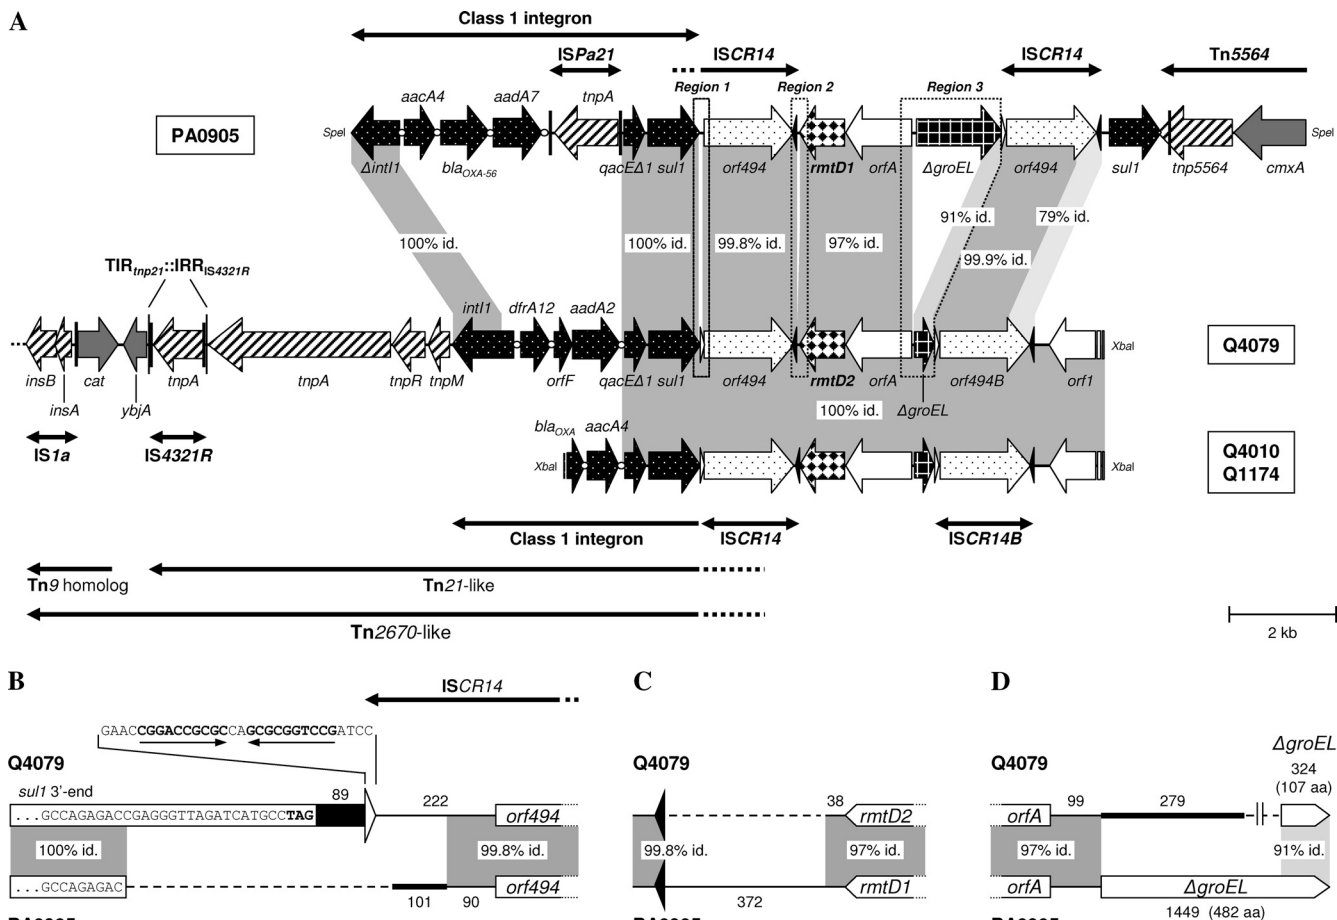 A
Class 1 integron
ISPa21
ISCR14
ISCR14
Tn5564
aacA4
aadA7
tnpA
Region 1
Region 2
Region 3
PA0905
SpeI
SpeI
ΔintI1
blaOXA-56
qacEΔ1
sul1
orf494
rmtD1
orfA
ΔgroEL
orf494
sul1
tnp5564
cmxA
100% id.
100% id.
99.8% id.
97% id.
91% id.
79% id.
99.9% id.
TIRtnp21::IRRIS4321R
intI1
dfrA12
aadA2
XbaI
Q4079
insB
insA
cat
ybjA
tnpA
tnpA
tnpR
tnpM
orfF
qacEΔ1
sul1
orf494
rmtD2
orfA
ΔgroEL
orf494B
orf1
100% id.
IS1a
IS4321R
blaOXA
aacA4
XbaI
XbaI
Q4010
Q1174
Class 1 integron
ISCR14
ISCR14B
Tn9 homolog
Tn21-like
Tn2670-like
2 kb
B
ISCR14
GAACCGGACCGCGCCAGCGCGGTCCGATCC
Q4079
sul1 3'-end
89
222
...GCCAGAGACCGAGGGTTAGATCATGCCTAG
orf494
100% id.
99.8% id.
...GCCAGAGAC
orf494
101
90
C
Q4079
38
rmtD2
99.8% id.
97% id.
rmtD1
372
D
Q4079
ΔgroEL
324
(107 aa)
99
279
orfA
97% id.
91% id.
orfA
ΔgroEL
1449 (482 aa)